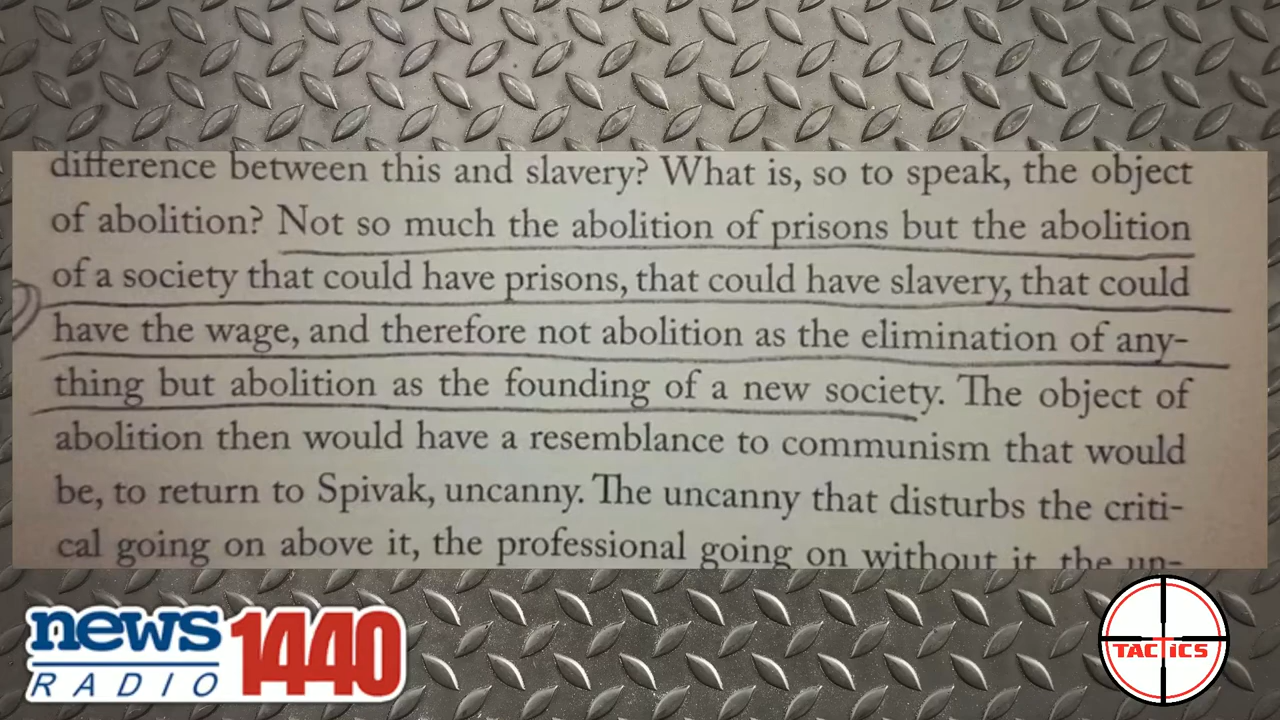 difference between this and slavery? What is, so to speak, the object
of abolition? Not so much the abolition of prisons but the abolition
of a society that could have prisons, that could have slavery, that could
have the wage, and therefore not abolition as the elimination of any-
thing but abolition as the founding of a new society. The object of
abolition then would have a resemblance to communism that would
be, to return to Spivak, uncanny. The uncanny that disturbs the criti-
cal going on above it, the professional going on without it, the un-
news 1440
RADIO
TACTICS